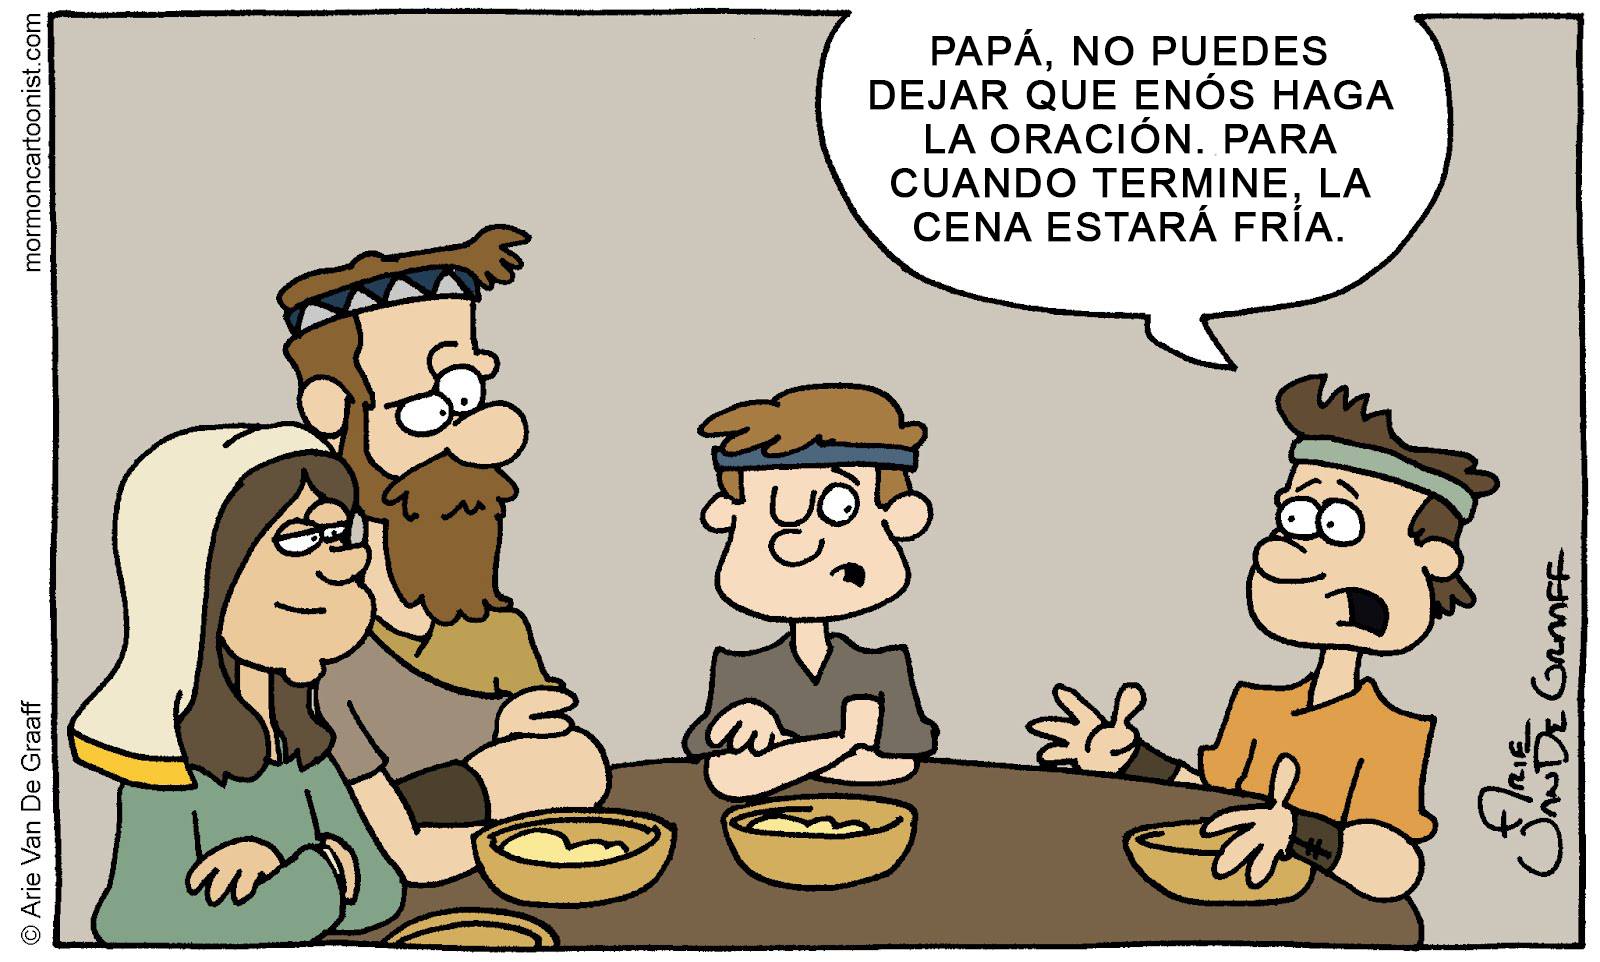 mormoncartoonist.com
PAPÁ, NO PUEDES
DEJAR QUE ENÓS HAGA
LA ORACIÓN. PARA
CUANDO TERMINE, LA
CENA ESTARÁ FRÍA.
© Arie Van De Graaff
ARIE
VAN DE GRAAFF